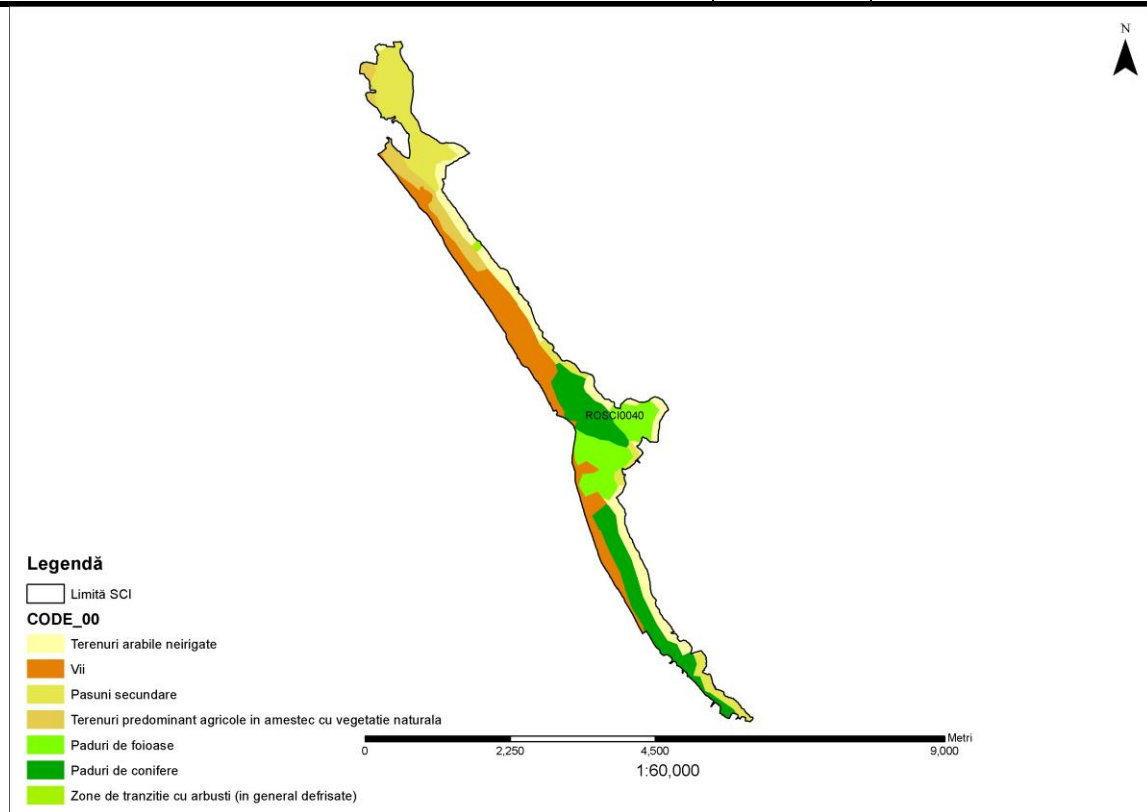 N
ROSCI0040
Legendă
Limită SCI
CODE_00
Terenuri arabile neirigate
Vii
Pasuni secundare
Terenuri predominant agricole in amestec cu vegetatie naturala
Paduri de foioase
Paduri de conifere
Zone de tranzitie cu arbusti (in general defrisate)
Metri
0 2,250 4,500 9,000
1:60,000